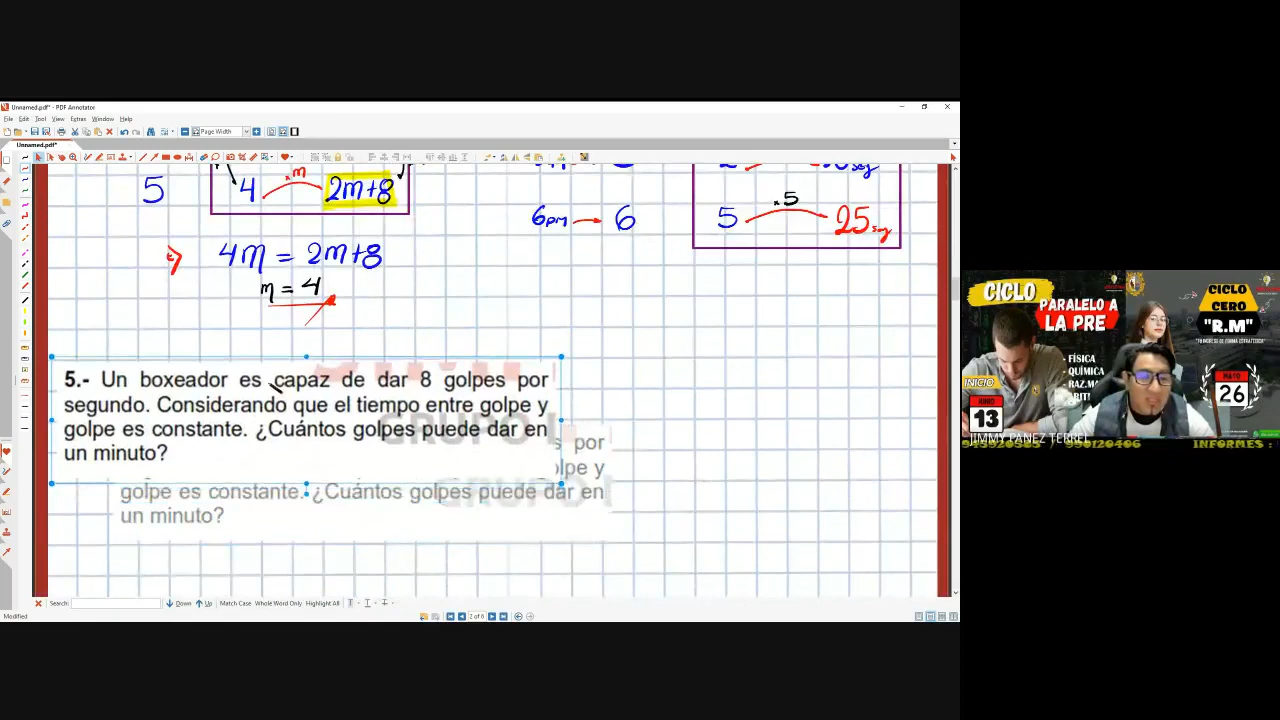 Unnamed.pdf* - PDF Annotator
File Edit Tool View Extras Window Help
Page Width
Unnamed.pdf*
5
4
×m
2m+8
6pm → 6
×.5
5
25 seg
4m = 2m+8
m = 4
5.- Un boxeador es capaz de dar 8 golpes por
segundo. Considerando que el tiempo entre golpe y
golpe es constante. ¿Cuántos golpes puede dar en
un minuto?
GRUPO
por
golpe y
golpe es constante. ¿Cuántos golpes puede dar en
un minuto?
GRUPO
Search: Down Up Match Case Whole Word Only Highlight All
Modified
2 of 6
CICLO
PARALELO A
LA PRE
- FÍSICA
- QUÍMICA
INICIO
JUNIO
13
CICLO
CERO
"R.M"
MAYO
26
JIMMY PAÑEZ TERREL
INFORMES :